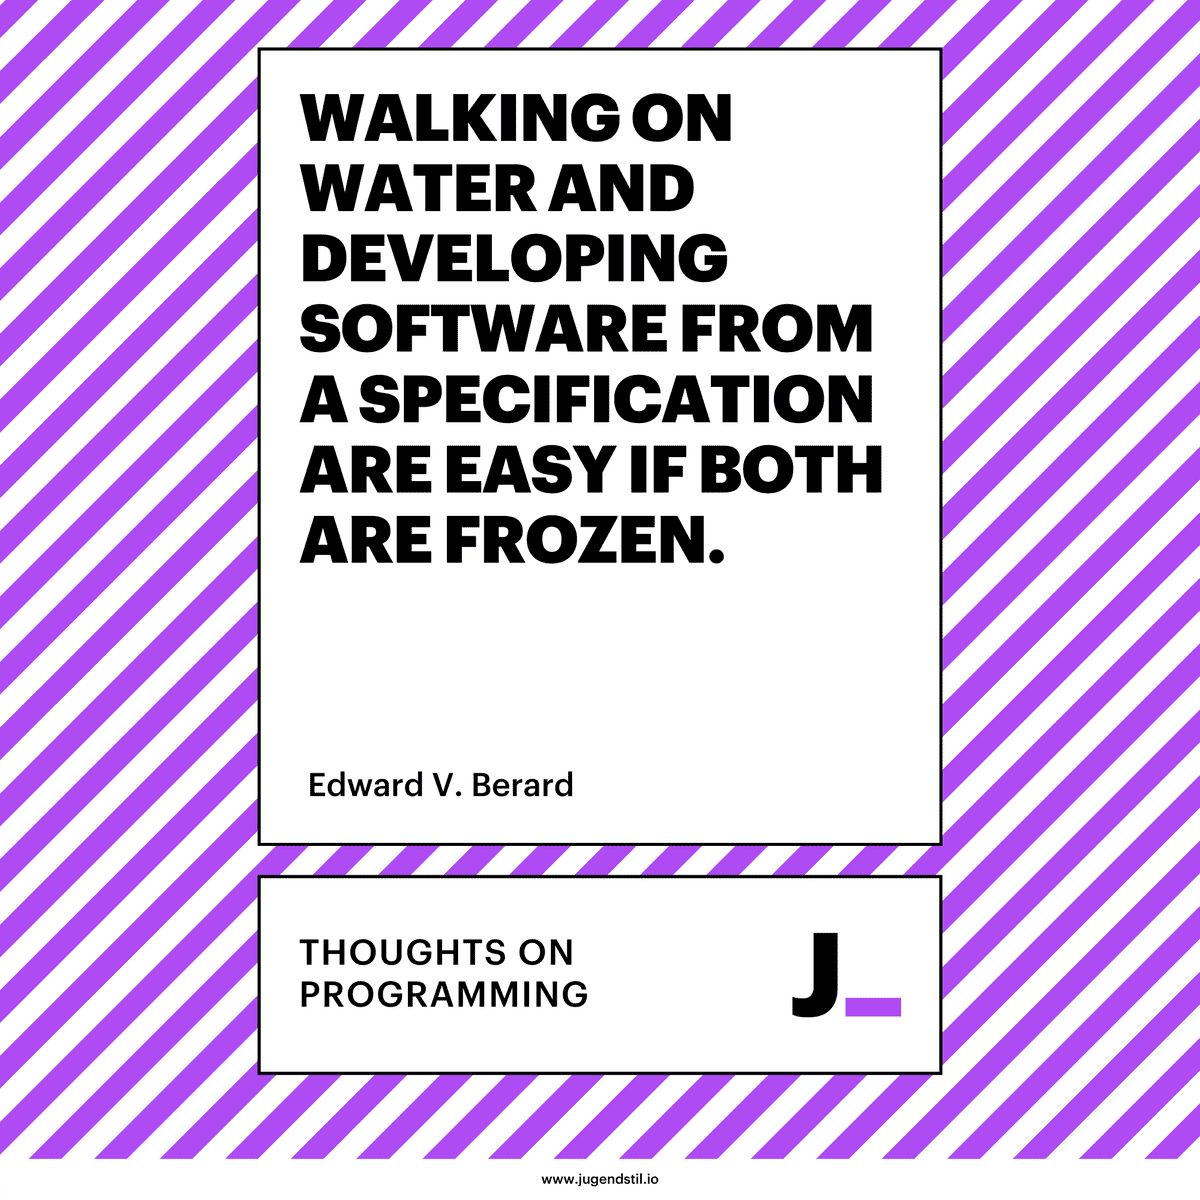 WALKING ON
WATER AND
DEVELOPING
SOFTWARE FROM
A SPECIFICATION
ARE EASY IF BOTH
ARE FROZEN.
Edward V. Berard
THOUGHTS ON
PROGRAMMING
J_
www.jugendstil.io